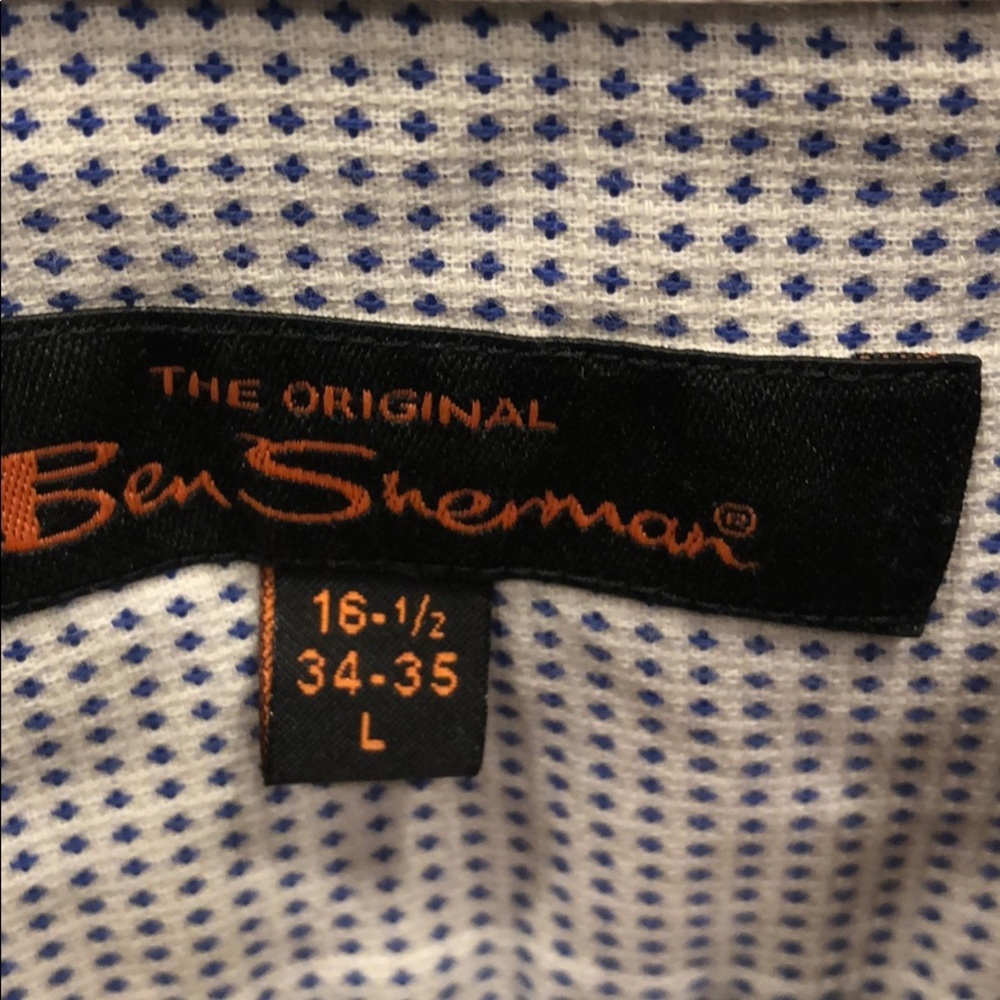 THE ORIGINAL
Ben Sherman®
16-1/2
34-35
L